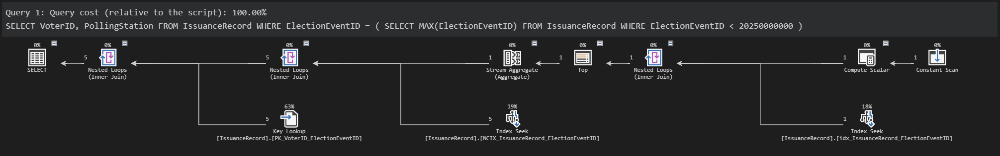 Query 1: Query cost (relative to the script): 100.00%
SELECT VoterID, PollingStation FROM IssuanceRecord WHERE ElectionEventID = ( SELECT MAX(ElectionEventID) FROM IssuanceRecord WHERE ElectionEventID < 20250000000 )
0%
SELECT
5
0%
Nested Loops
(Inner Join)
5
0%
Nested Loops
(Inner Join)
1
0%
Stream Aggregate
(Aggregate)
1
0%
Top
1
0%
Nested Loops
(Inner Join)
1
0%
Compute Scalar
1
0%
Constant Scan
5
63%
Key Lookup
[IssuanceRecord].[PK_VoterID_ElectionEventID]
5
19%
Index Seek
[IssuanceRecord].[NCIX_IssuanceRecord_ElectionEventID]
1
18%
Index Seek
[IssuanceRecord].[idx_IssuanceRecord_ElectionEventID]